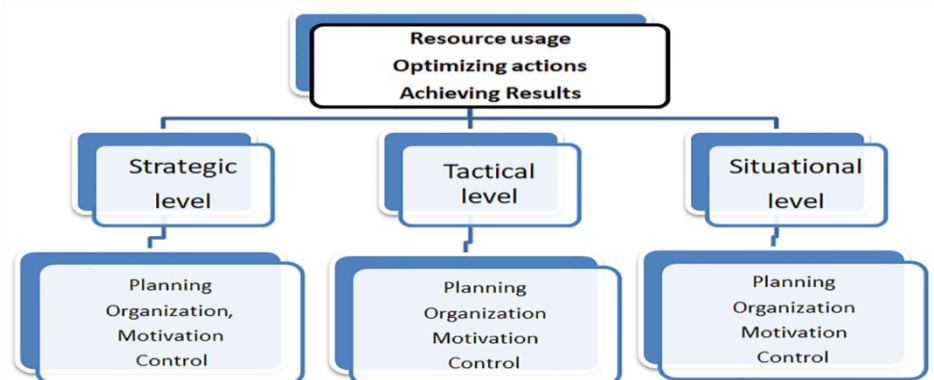 Resource usage
Optimizing actions
Achieving Results
Strategic
level
Tactical
level
Situational
level
Planning
Organization,
Motivation
Control
Planning
Organization
Motivation
Control
Planning
Organization
Motivation
Control